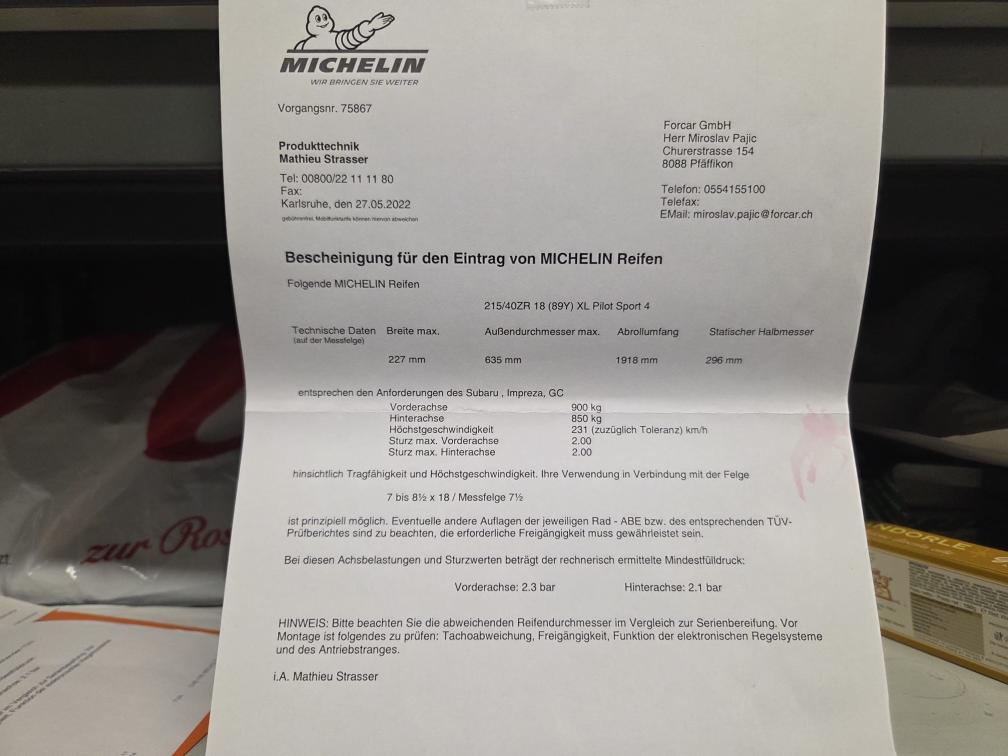 MICHELIN
WIR BRINGEN SIE WEITER
Vorgangsnr. 75867
Produkttechnik
Mathieu Strasser
Tel: 00800/22 11 11 80
Fax:
Karlsruhe, den 27.05.2022
gebührenfrei, Mobilfunktarife können hiervon abweichen
Forcar GmbH
Herr Miroslav Pajic
Churerstrasse 154
8088 Pfäffikon
Telefon: 0554155100
Telefax:
EMail: miroslav.pajic@forcar.ch
Bescheinigung für den Eintrag von MICHELIN Reifen
Folgende MICHELIN Reifen
215/40ZR 18 (89Y) XL Pilot Sport 4
Technische Daten Breite max. Außendurchmesser max. Abrollumfang Statischer Halbmesser
(auf der Messfelge)
227 mm 635 mm 1918 mm 296 mm
entsprechen den Anforderungen des Subaru , Impreza, GC
Vorderachse 900 kg
Hinterachse 850 kg
Höchstgeschwindigkeit 231 (zuzüglich Toleranz) km/h
Sturz max. Vorderachse 2.00
Sturz max. Hinterachse 2.00
hinsichtlich Tragfähigkeit und Höchstgeschwindigkeit. Ihre Verwendung in Verbindung mit der Felge
7 bis 8½ x 18 / Messfelge 7½
ist prinzipiell möglich. Eventuelle andere Auflagen der jeweiligen Rad - ABE bzw. des entsprechenden TÜV-
Prüfberichtes sind zu beachten, die erforderliche Freigängigkeit muss gewährleistet sein.
Bei diesen Achsbelastungen und Sturzwerten beträgt der rechnerisch ermittelte Mindestfülldruck:
Vorderachse: 2.3 bar Hinterachse: 2.1 bar
HINWEIS: Bitte beachten Sie die abweichenden Reifendurchmesser im Vergleich zur Serienbereifung. Vor
Montage ist folgendes zu prüfen: Tachoabweichung, Freigängigkeit, Funktion der elektronischen Regelsysteme
und des Antriebstranges.
i.A. Mathieu Strasser
zur